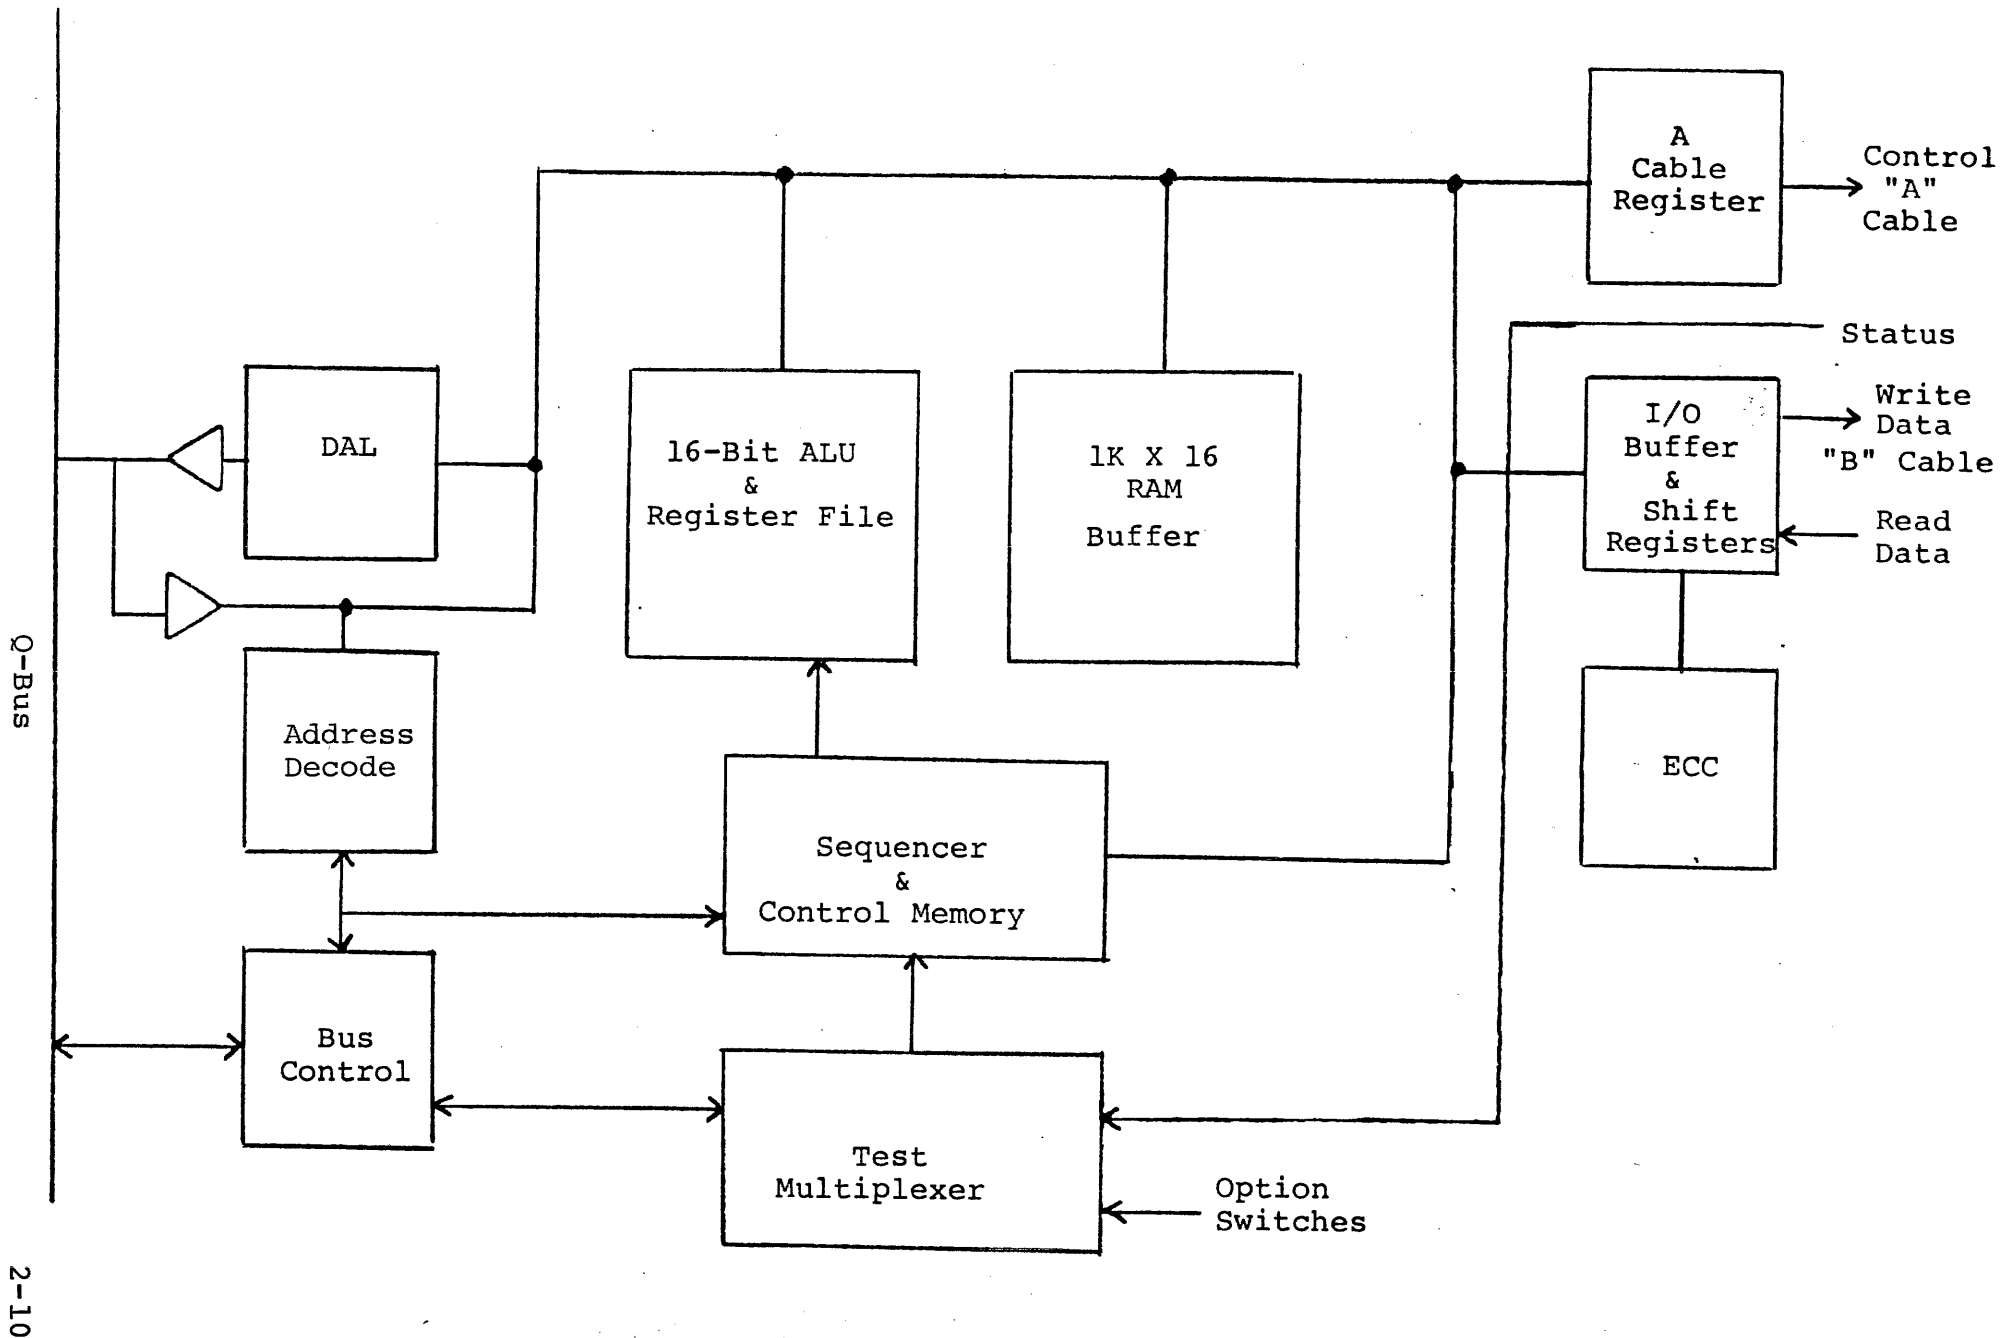 A
Cable
Register
Control
"A"
Cable
Status
DAL
16-Bit ALU
&
Register File
1K X 16
RAM
Buffer
I/O
Buffer
&
Shift
Registers
Write
Data
"B" Cable
Read
Data
Q-Bus
Address
Decode
Sequencer
&
Control Memory
ECC
Bus
Control
Test
Multiplexer
Option
Switches
2-10